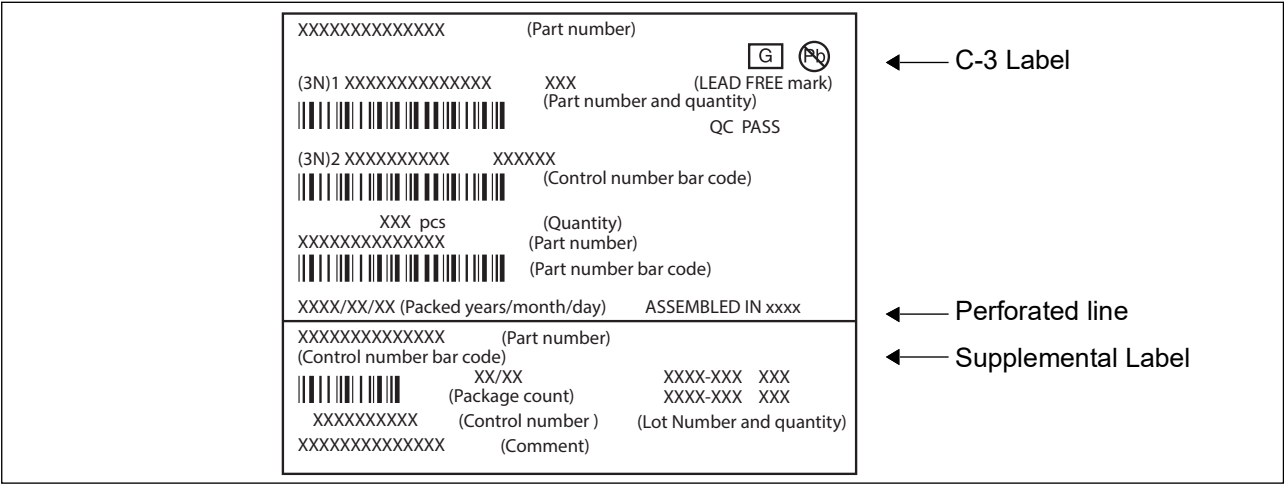 XXXXXXXXXXXXXX (Part number)
G Pb
C-3 Label
(3N)1 XXXXXXXXXXXXXX XXX (LEAD FREE mark)
(Part number and quantity)
QC PASS
(3N)2 XXXXXXXXXX XXXXXX
(Control number bar code)
XXX pcs (Quantity)
XXXXXXXXXXXXXX (Part number)
(Part number bar code)
XXXX/XX/XX (Packed years/month/day) ASSEMBLED IN xxxx
Perforated line
XXXXXXXXXXXXXX (Part number)
(Control number bar code)
Supplemental Label
XX/XX XXXX-XXX XXX
(Package count) XXXX-XXX XXX
XXXXXXXXXX (Control number ) (Lot Number and quantity)
XXXXXXXXXXXXXX (Comment)